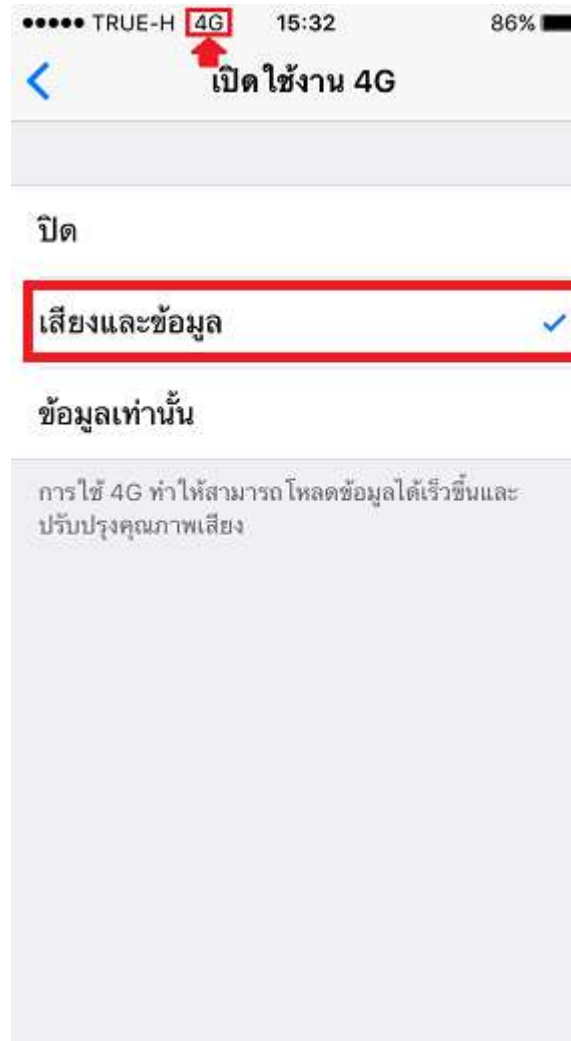 TRUE-H 4G 15:32 86%
เปิดใช้งาน 4G
ปิด
เสียงและข้อมูล
ข้อมูลเท่านั้น
การใช้ 4G ทำให้สามารถโหลดข้อมูลได้เร็วขึ้นและ
ปรับปรุงคุณภาพเสียง